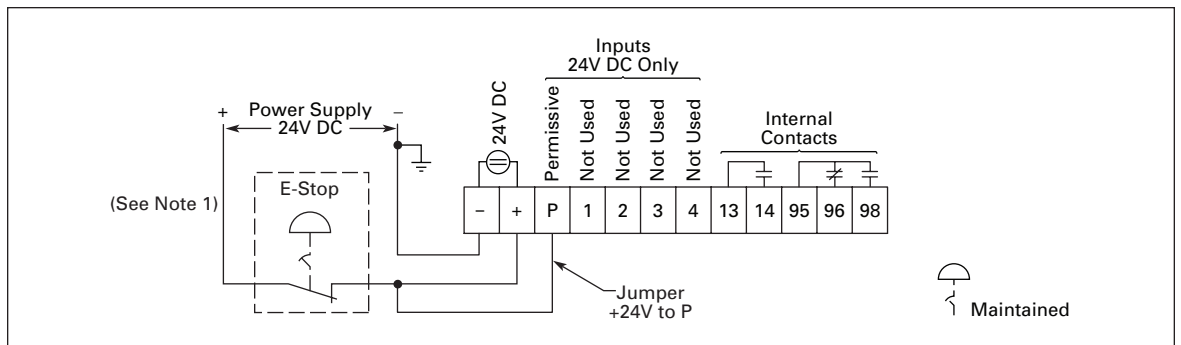 Inputs
24V DC Only
24V DC
Permissive
Not Used
Not Used
Not Used
Not Used
Internal
Contacts
+ Power Supply −
24V DC
E-Stop
(See Note 1)
− + P 1 2 3 4 13 14 95 96 98
Jumper
+24V to P
Maintained